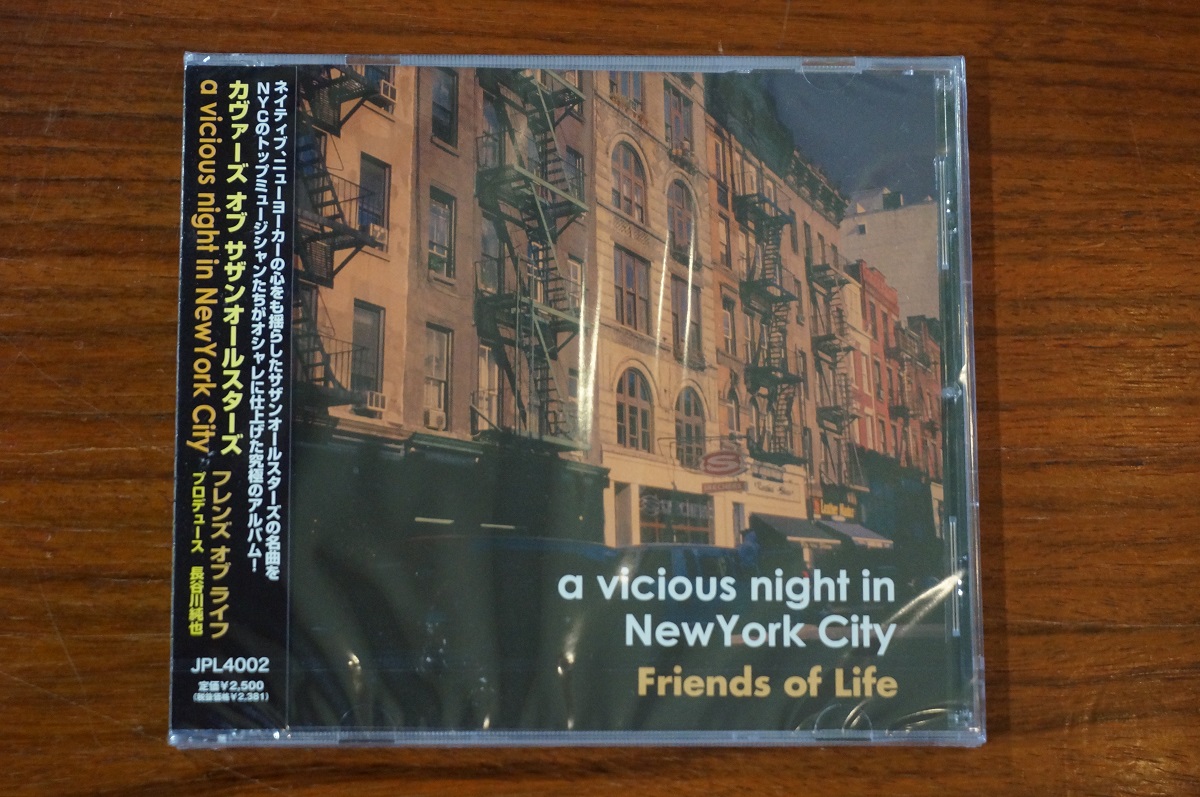 ネイティブ、ニューヨーカーの心をも揺らしたサザンオールスターズの名曲を
NYCのトップミュージシャンたちがオシャレに仕上げた究極のアルバム!
カヴァーズ オブ サザンオールスターズ フレンズ オブ ライフ
a vicious night in NewYork City プロデュース 長谷川純也
JPL4002
定価¥2,500
(税抜価格¥2,381)
a vicious night in
NewYork City
Friends of Life